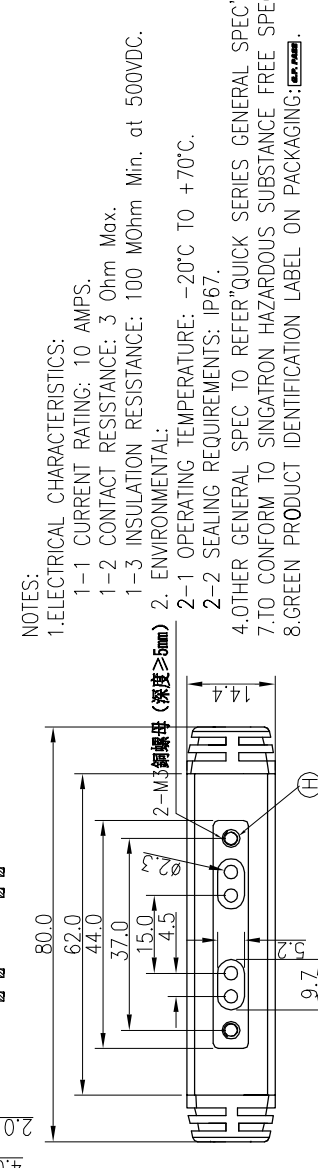 NOTES:
1.ELECTRICAL CHARACTERISTICS:
1-1 CURRENT RATING: 10 AMPS.
1-2 CONTACT RESISTANCE: 3 Ohm Max.
1-3 INSULATION RESISTANCE: 100 MOhm Min. at 500VDC.
2. ENVIRONMENTAL:
2-1 OPERATING TEMPERATURE: -20°C TO +70°C.
2-2 SEALING REQUIREMENTS: IP67.
4.OTHER GENERAL SPEC TO REFER"QUICK SERIES GENERAL SPEC"
7.TO CONFORM TO SINGATRON HAZARDOUS SUBSTANCE FREE
8.GREEN PRODUCT IDENTIFICATION LABEL ON PACKAGING: G.P. PASS .
80.0
62.0
44.0
37.0
15.0
4.5
2-M3銅螺母 (深度≥5mm)
Ø2.3
14.4
5.2
7.6
H
2.0